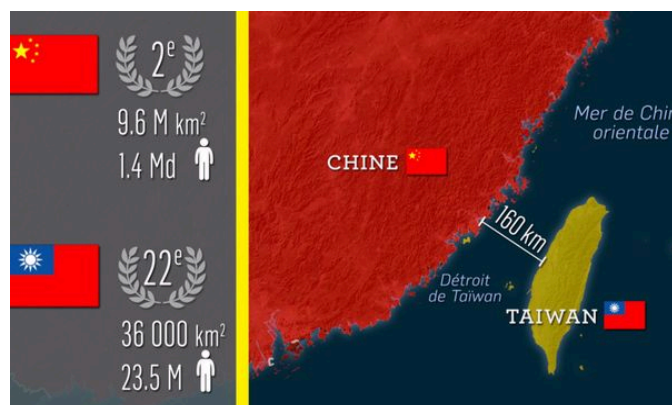 2e
9.6 M km²
1.4 Md
22e
36 000 km²
23.5 M
CHINE
160 km
Mer de Chin
orientale
Détroit
de Taïwan
TAIWAN